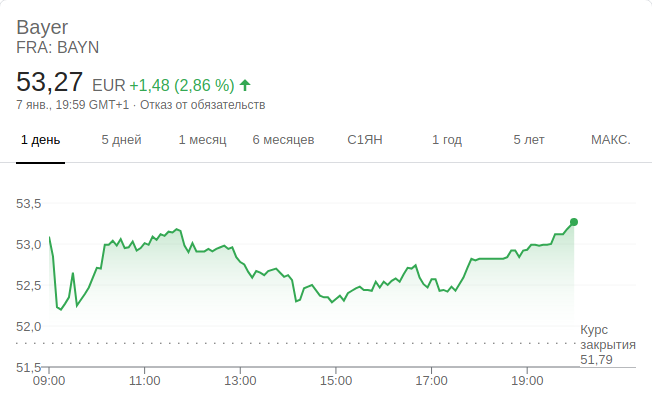 Bayer
FRA: BAYN
53,27 EUR +1,48 (2,86 %)
7 янв., 19:59 GMT+1 · Отказ от обязательств
1 день 5 дней 1 месяц 6 месяцев С1ЯН 1 год 5 лет МАКС.
53,5
53,0
52,5
52,0
Курс
закрытия
51,79
51,5
09:00 11:00 13:00 15:00 17:00 19:00